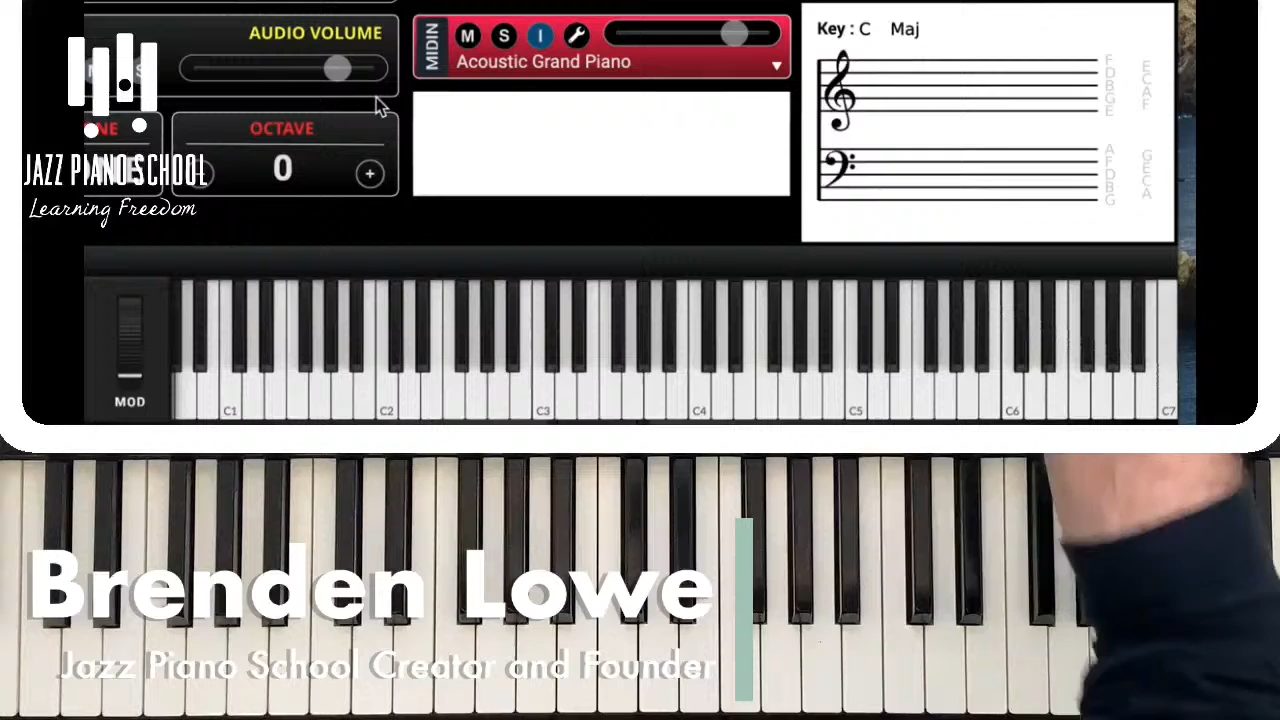 AUDIO VOLUME
MIDIN
M S I
Acoustic Grand Piano
Key : C Maj
F
D
B
G
E
E
C
A
F
A
F
D
B
G
G
E
C
A
OCTAVE
0
+
JAZZ PIANO SCHOOL
Learning Freedom
MOD
C1 C2 C3 C4 C5 C6 C7
Brenden Lowe
Jazz Piano School Creator and Founder